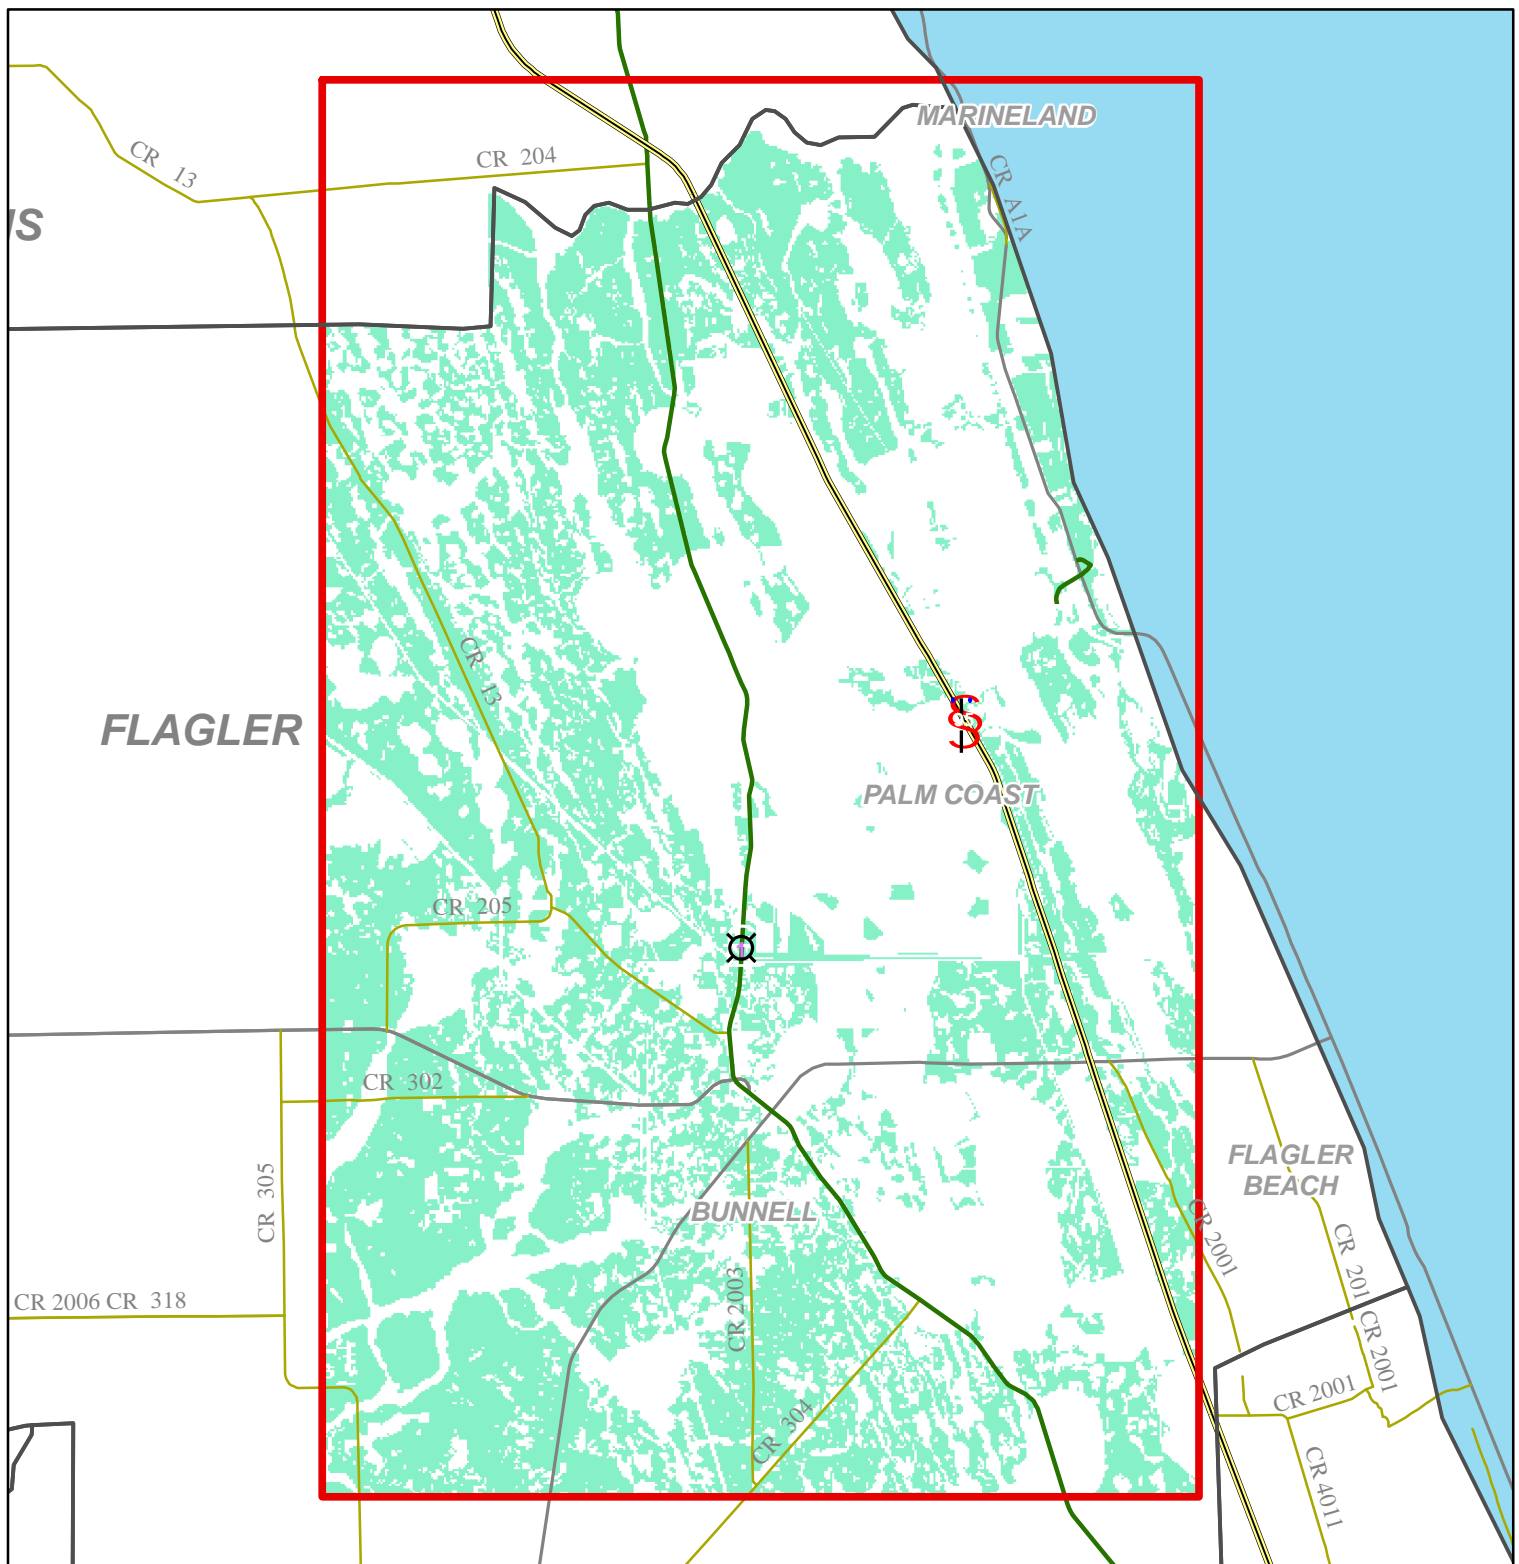 MARINELAND
CR 13
CR 204
CR A1A
IS
CR 13
FLAGLER
PALM COAST
CR 205
CR 302
CR 305
FLAGLER
BEACH
BUNNELL
CR 2001
CR 201
CR 2006 CR 318
CR 2003
CR 2001
CR 2001
CR 304
CR 4011